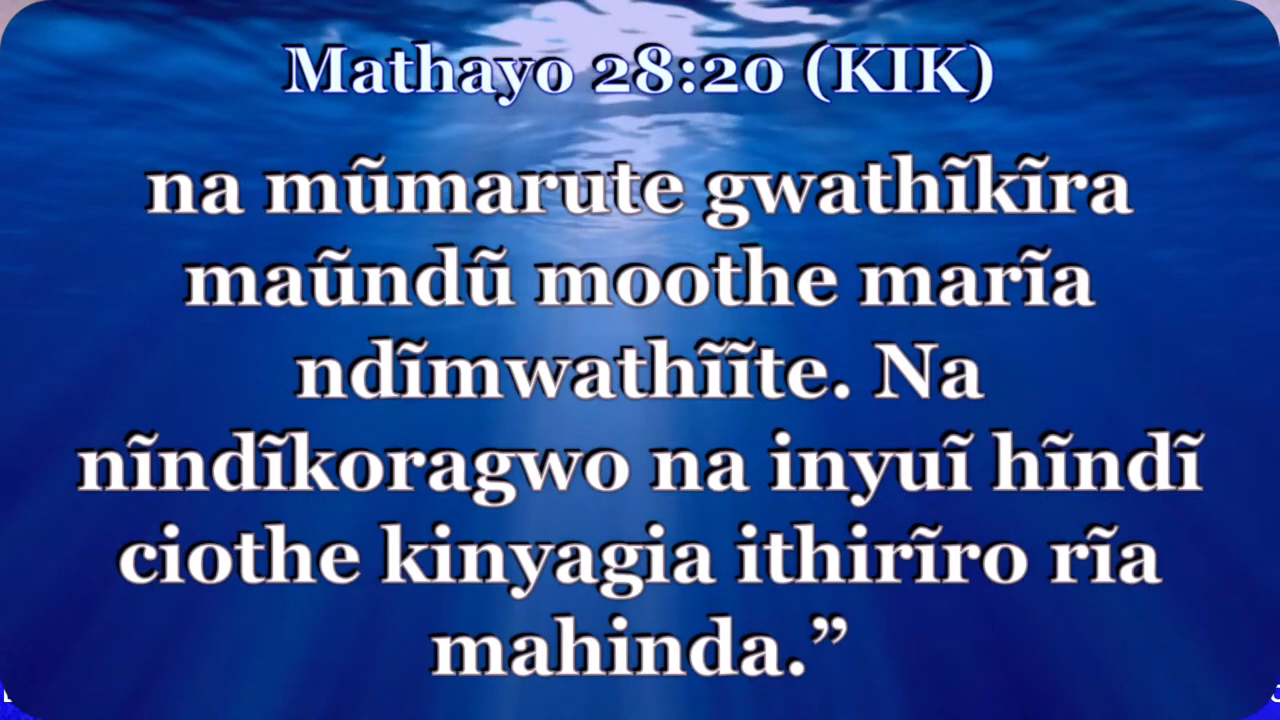 Mathayo 28:20 (KIK)
na mũmarute gwathĩkĩra
maũndũ moothe marĩa
ndĩmwathĩĩte. Na
nĩndĩkoragwo na inyuĩ hĩndĩ
ciothe kinyagia ithirĩro rĩa
mahinda.”